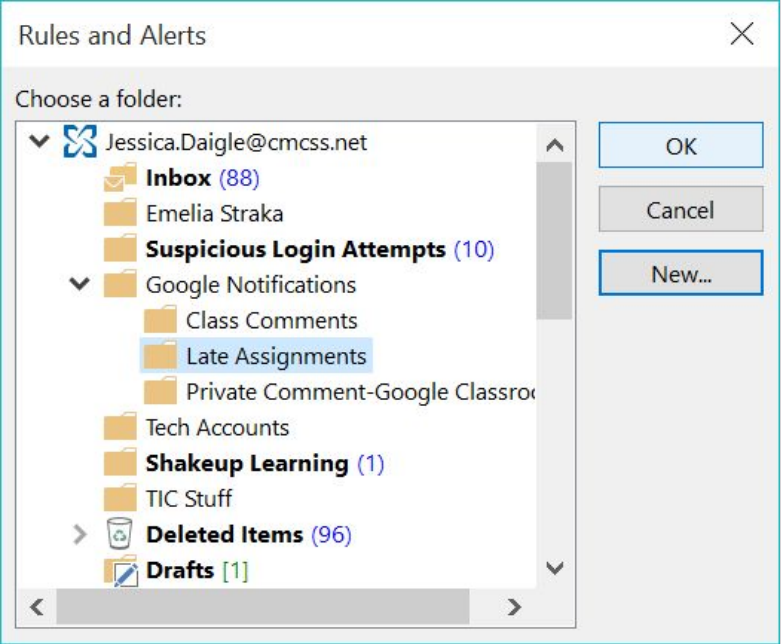 Rules and Alerts
Choose a folder:
Jessica.Daigle@cmcss.net
Inbox (88)
Emelia Straka
Suspicious Login Attempts (10)
Google Notifications
Class Comments
Late Assignments
Private Comment-Google Classroo
Tech Accounts
Shakeup Learning (1)
TIC Stuff
Deleted Items (96)
Drafts [1]
OK
Cancel
New...